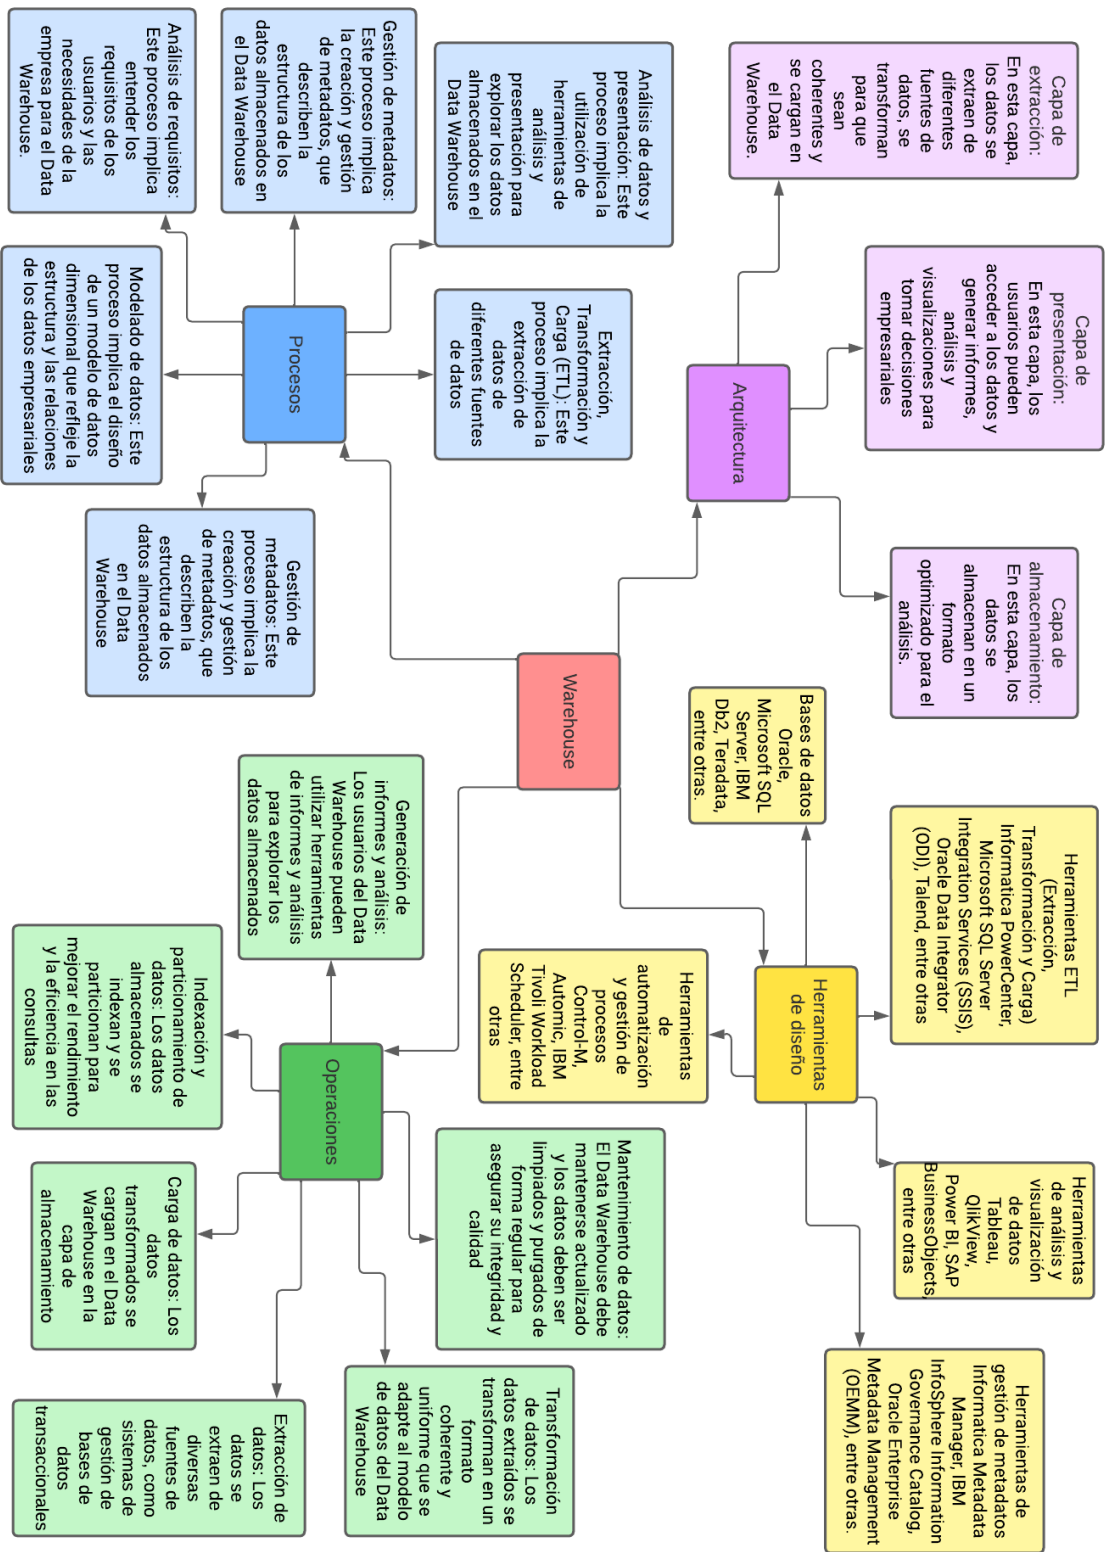 Warehouse
Arquitectura
Capa de
extracción:
En esta capa,
los datos se
extraen de
diferentes
fuentes de
datos, se
transforman
para que
sean
coherentes y
se cargan en
el Data
Warehouse.
Capa de
presentación:
En esta capa, los
usuarios pueden
acceder a los datos y
generar informes,
análisis y
visualizaciones para
tomar decisiones
empresariales
Capa de
almacenamiento:
En esta capa, los
datos se
almacenan en un
formato
optimizado para el
análisis.
Herramientas
de diseño
Bases de datos
Oracle,
Microsoft SQL
Server, IBM
Db2, Teradata,
entre otras.
Herramientas ETL
(Extracción,
Transformación y Carga)
Informatica PowerCenter,
Microsoft SQL Server
Integration Services (SSIS),
Oracle Data Integrator
(ODI), Talend, entre otras
Herramientas
de análisis y
visualización
de datos
Tableau,
QlikView,
Power BI, SAP
BusinessObjects,
entre otras
Herramientas de
gestión de metadatos
Informatica Metadata
Manager, IBM
InfoSphere Information
Governance Catalog,
Oracle Enterprise
Metadata Management
(OEMM), entre otras.
Herramientas
de
automatización
y gestión de
procesos
Control-M,
Automic, IBM
Tivoli Workload
Scheduler, entre
otras
Procesos
Análisis de datos y
presentación: Este
proceso implica la
utilización de
herramientas de
análisis y
presentación para
explorar los datos
almacenados en el
Data Warehouse
Extracción,
Transformación y
Carga (ETL): Este
proceso implica la
extracción de
datos de
diferentes fuentes
de datos
Gestión de metadatos:
Este proceso implica
la creación y gestión
de metadatos, que
describen la
estructura de los
datos almacenados en
el Data Warehouse
Análisis de requisitos:
Este proceso implica
entender los
requisitos de los
usuarios y las
necesidades de la
empresa para el Data
Warehouse.
Modelado de datos: Este
proceso implica el diseño
de un modelo de datos
dimensional que refleje la
estructura y las relaciones
de los datos empresariales
Gestión de
metadatos: Este
proceso implica la
creación y gestión
de metadatos, que
describen la
estructura de los
datos almacenados
en el Data
Warehouse
Operaciones
Generación de
informes y análisis:
Los usuarios del Data
Warehouse pueden
utilizar herramientas
de informes y análisis
para explorar los
datos almacenados
Mantenimiento de datos:
El Data Warehouse debe
mantenerse actualizado
y los datos deben ser
limpiados y purgados de
forma regular para
asegurar su integridad y
calidad
Transformación
de datos: Los
datos extraídos se
transforman en un
formato
coherente y
uniforme que se
adapte al modelo
de datos del Data
Warehouse
Indexación y
particionamiento de
datos: Los datos
almacenados se
indexan y se
particionan para
mejorar el rendimiento
y la eficiencia en las
consultas
Carga de datos: Los
datos
transformados se
cargan en el Data
Warehouse en la
capa de
almacenamiento
Extracción de
datos: Los
datos se
extraen de
diversas
fuentes de
datos, como
sistemas de
gestión de
bases de
datos
transaccionales